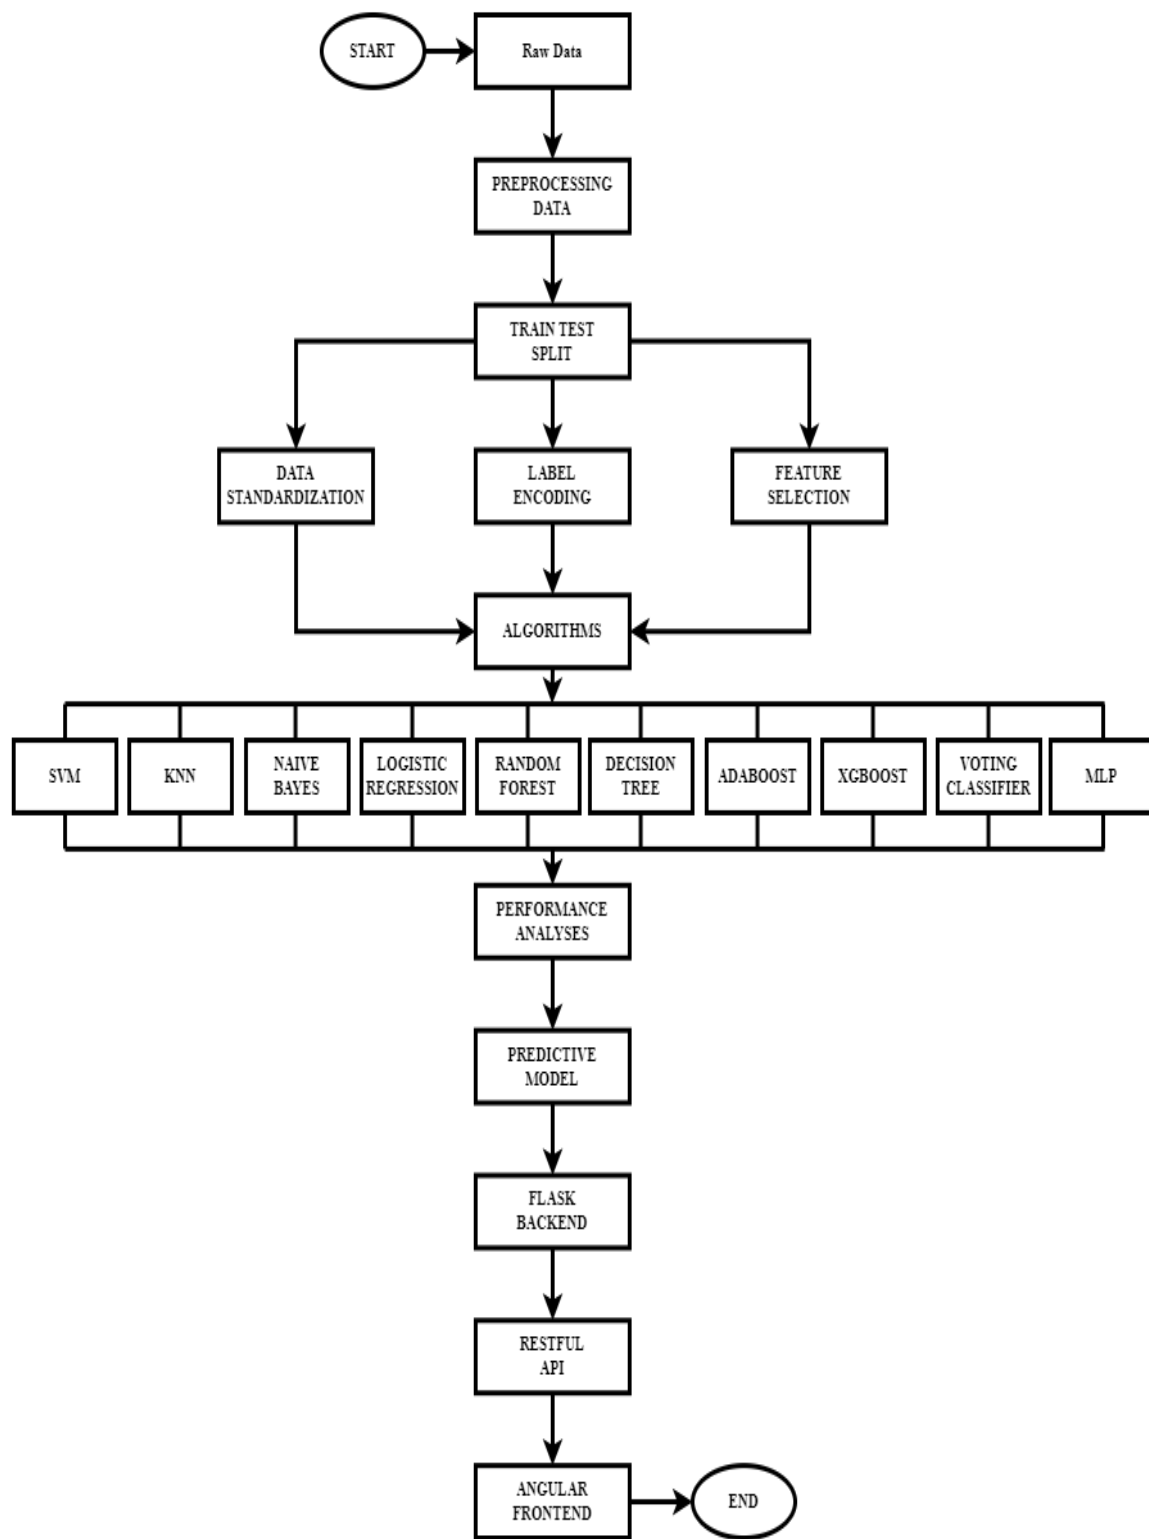 START
Raw Data
PREPROCESSING
DATA
TRAIN TEST
SPLIT
DATA
STANDARDIZATION
LABEL
ENCODING
FEATURE
SELECTION
ALGORITHMS
SVM
KNN
NAIVE
BAYES
LOGISTIC
REGRESSION
RANDOM
FOREST
DECISION
TREE
ADABOOST
XGBOOST
VOTING
CLASSIFIER
MLP
PERFORMANCE
ANALYSES
PREDICTIVE
MODEL
FLASK
BACKEND
RESTFUL
API
ANGULAR
FRONTEND
END